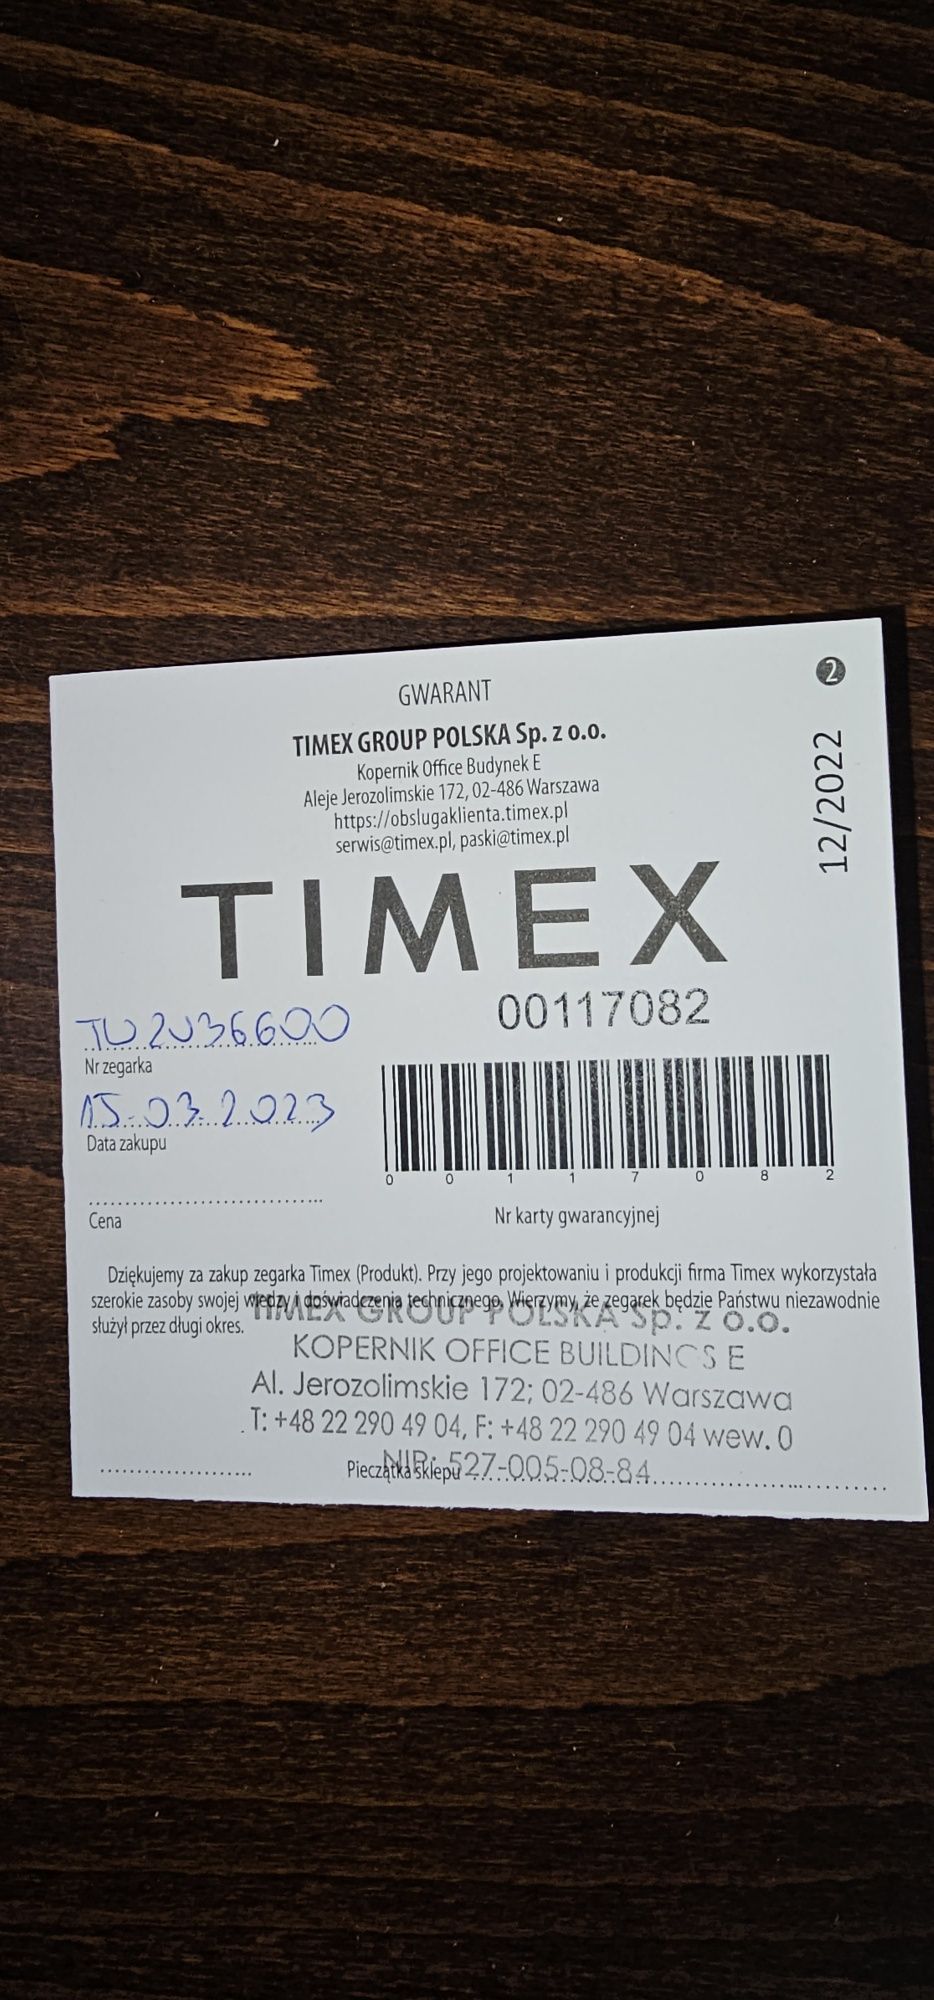 GWARANT
TIMEX GROUP POLSKA Sp. z o.o.
Kopernik Office Budynek E
Aleje Jerozolimskie 172, 02-486 Warszawa
https://obslugaklienta.timex.pl
serwis@timex.pl, paski@timex.pl
2
12/2022
TIMEX
00117082
TW2V36600
Nr zegarka
15.03.2023
Data zakupu
Cena
0 0 1 1 7 0 8 2
Nr karty gwarancyjnej
Dziękujemy za zakup zegarka Timex (Produkt). Przy jego projektowaniu i produkcji firma Timex wykorzystała
szerokie zasoby swojej wiedzy i doświadczenia technicznego. Wierzymy, że zegarek będzie Państwu niezawodnie
służył przez długi okres.
TIMEX GROUP POLSKA Sp. z o.o.
KOPERNIK OFFICE BUILDINGS E
Al. Jerozolimskie 172; 02-486 Warszawa
T: +48 22 290 49 04, F: +48 22 290 49 04 wew. 0
NIP: 527-005-08-84
Pieczątka sklepu